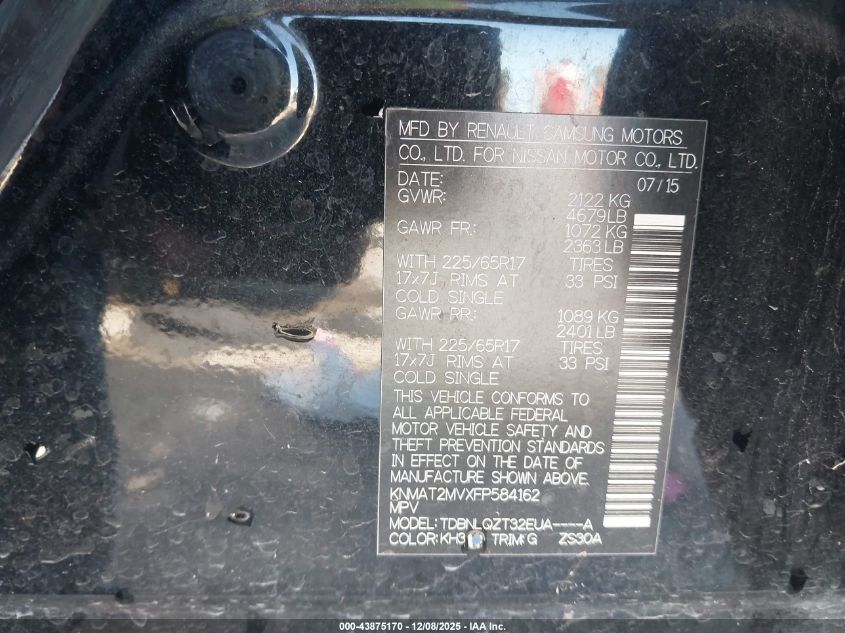 MFD BY RENAULT SAMSUNG MOTORS
CO., LTD. FOR NISSAN MOTOR CO., LTD.
DATE: 07/15
GVWR: 2122 KG
4679LB
GAWR FR.: 1072 KG
2363LB
WITH 225/65R17 TIRES
17x7J RIMS AT 33 PSI
COLD SINGLE
GAWR RR.: 1089 KG
2401LB
WITH 225/65R17 TIRES
17x7J RIMS AT 33 PSI
COLD SINGLE
THIS VEHICLE CONFORMS TO
ALL APPLICABLE FEDERAL
MOTOR VEHICLE SAFETY AND
THEFT PREVENTION STANDARDS
IN EFFECT ON THE DATE OF
MANUFACTURE SHOWN ABOVE.
KNMAT2MVXFP584162
MPV
MODEL: TDBNLQZT32EUA----A
COLOR: KH3 TRIM:G ZS30A
000-43875170 - 12/08/2025 - IAA Inc.